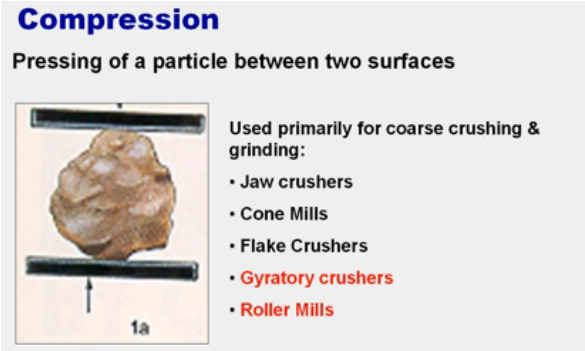 Compression
Pressing of a particle between two surfaces
Used primarily for coarse crushing &
grinding:
• Jaw crushers
• Cone Mills
• Flake Crushers
• Gyratory crushers
• Roller Mills
1a